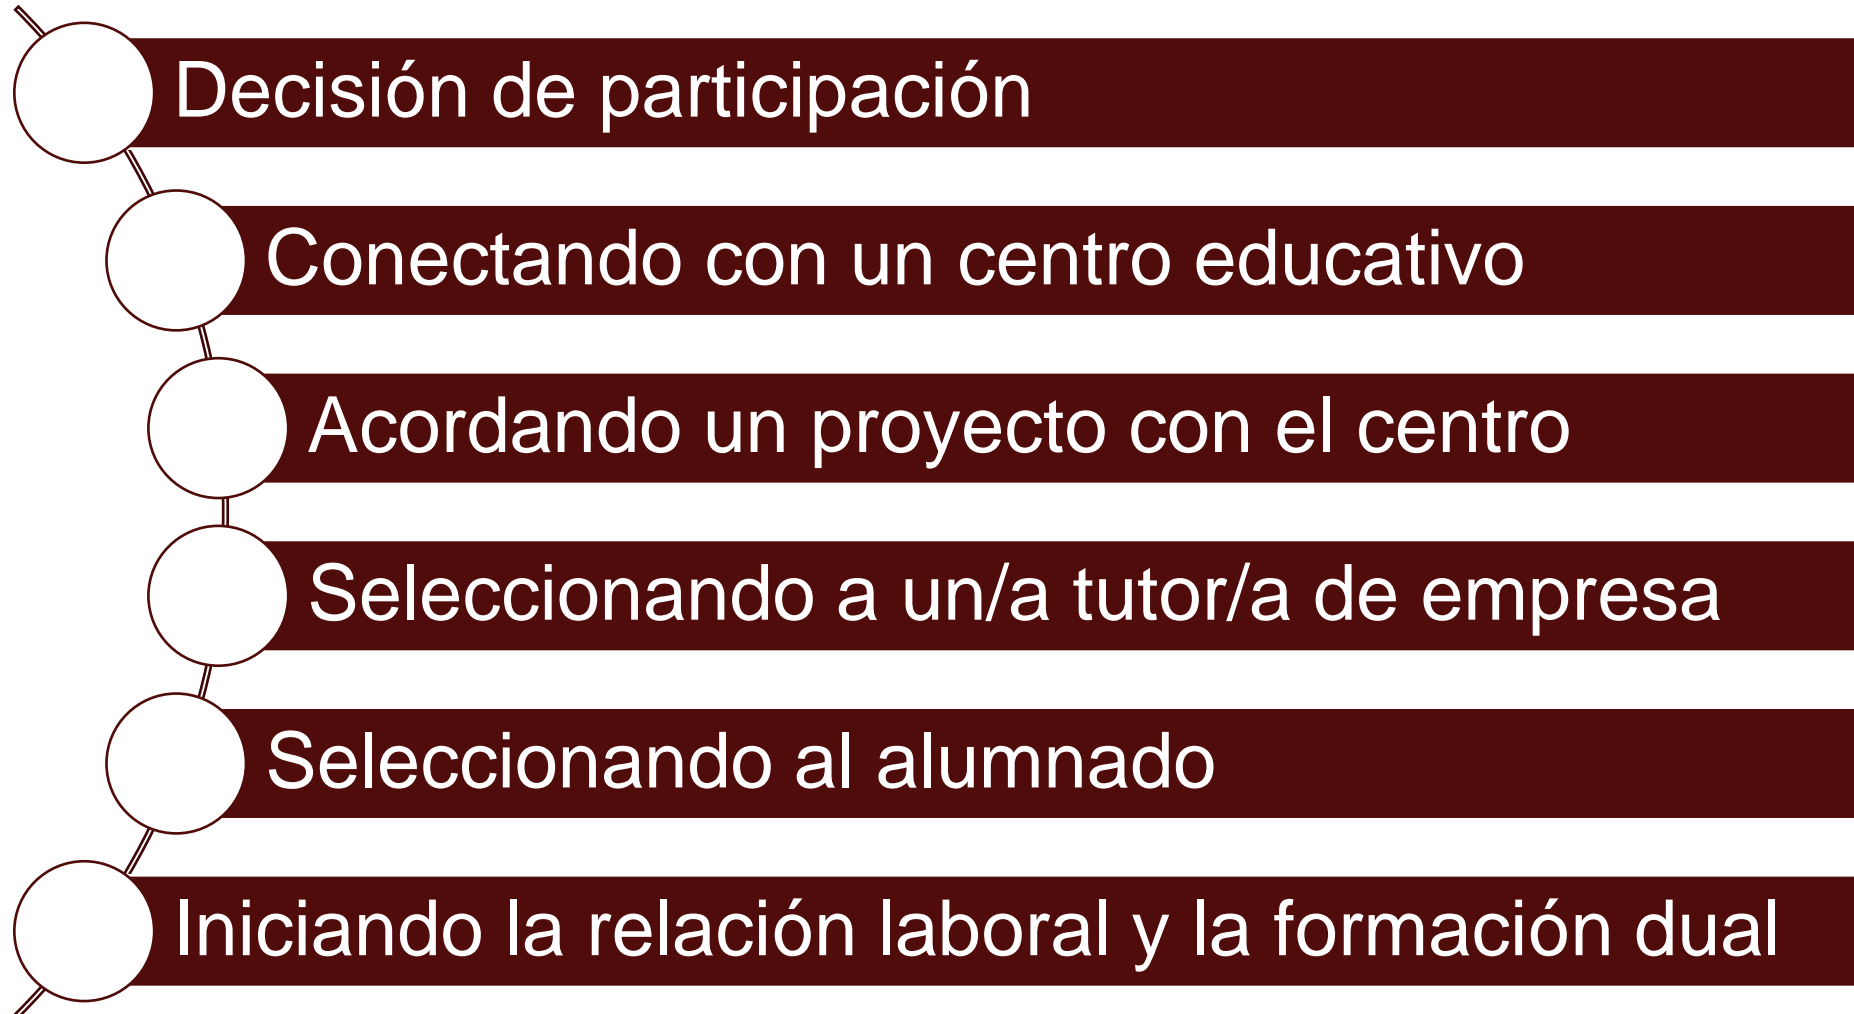 Decisión de participación
Conectando con un centro educativo
Acordando un proyecto con el centro
Seleccionando a un/a tutor/a de empresa
Seleccionando al alumnado
Iniciando la relación laboral y la formación dual